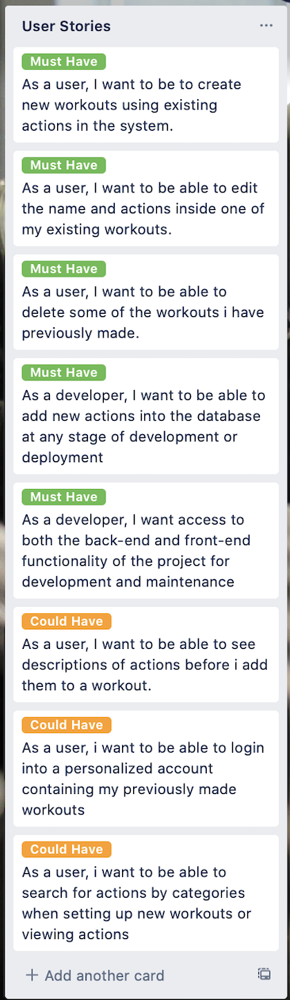 User Stories
Must Have
As a user, I want to be to create
new workouts using existing
actions in the system.
Must Have
As a user, I want to be able to edit
the name and actions inside one of
my existing workouts.
Must Have
As a user, I want to be able to
delete some of the workouts i have
previously made.
Must Have
As a developer, I want to be able to
add new actions into the database
at any stage of development or
deployment
Must Have
As a developer, I want access to
both the back-end and front-end
functionality of the project for
development and maintenance
Could Have
As a user, I want to be able to see
descriptions of actions before i add
them to a workout.
Could Have
As a user, i want to be able to login
into a personalized account
containing my previously made
workouts
Could Have
As a user, i want to be able to
search for actions by categories
when setting up new workouts or
viewing actions
+ Add another card